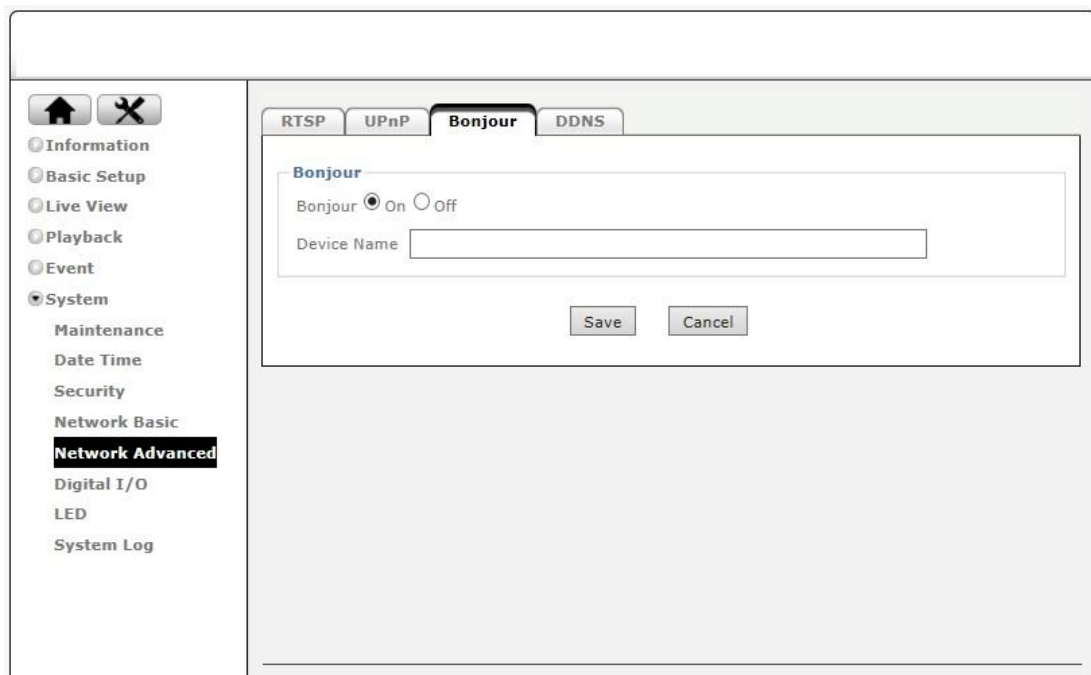 RTSP UPnP Bonjour DDNS
Information
Basic Setup
Live View
Playback
Event
System
Maintenance
Date Time
Security
Network Basic
Network Advanced
Digital I/O
LED
System Log
Bonjour
Bonjour On Off
Device Name
Save Cancel